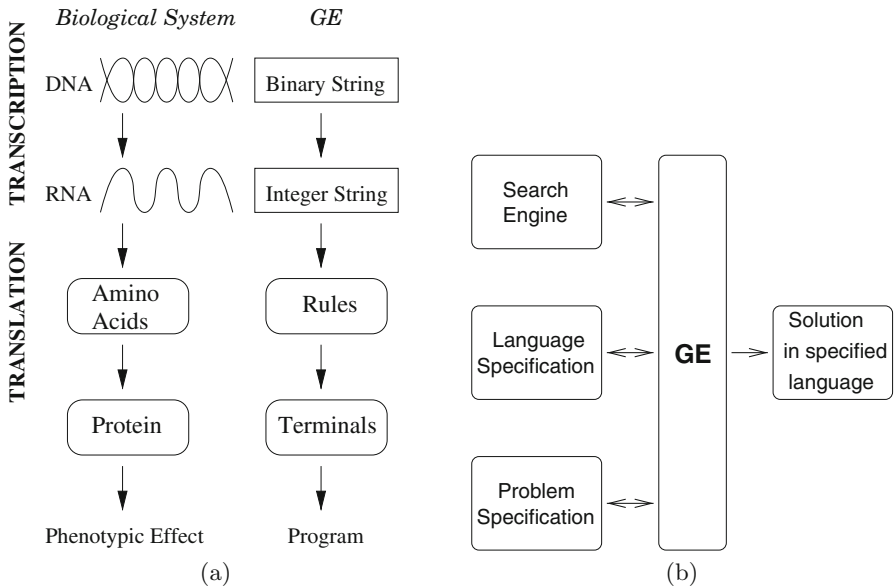 Biological System
GE
TRANSCRIPTION
DNA
Binary String
RNA
Integer String
TRANSLATION
Amino
Acids
Rules
Protein
Terminals
Phenotypic Effect
Program
(a)
Search
Engine
Language
Specification
Problem
Specification
GE
Solution
in specified
language
(b)